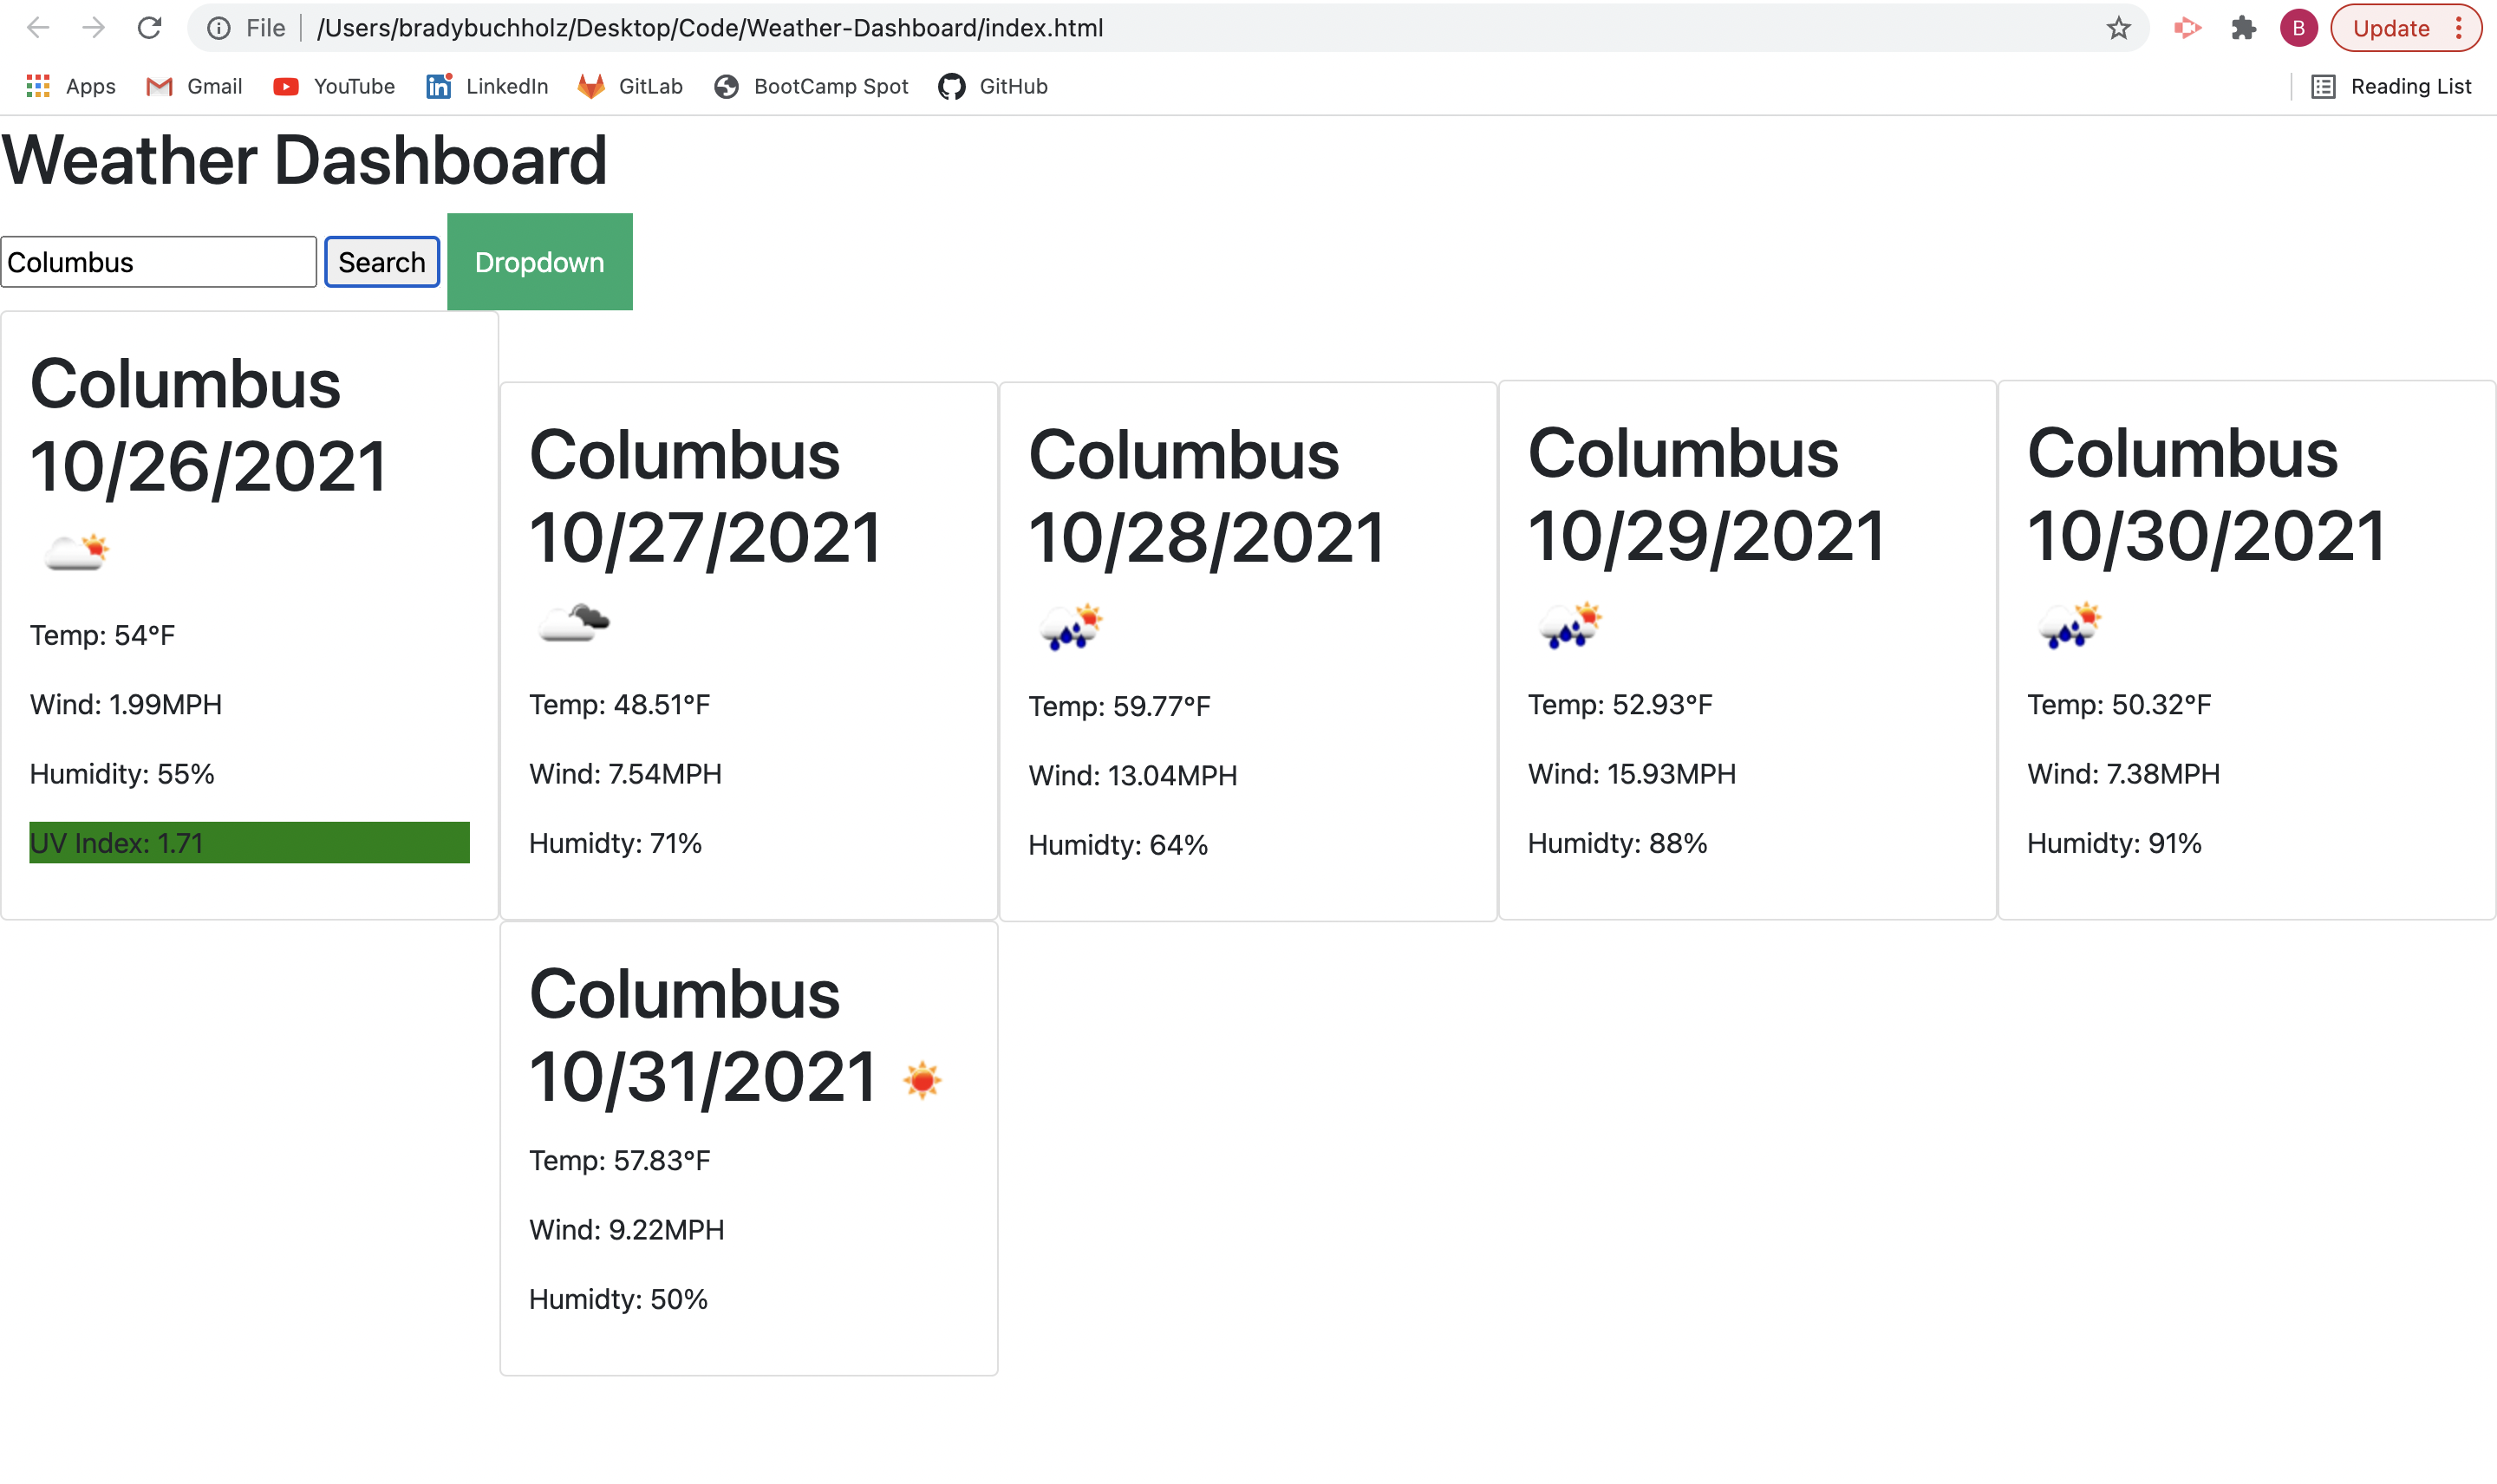 File /Users/bradybuchholz/Desktop/Code/Weather-Dashboard/index.html B Update
Apps Gmail YouTube LinkedIn GitLab BootCamp Spot GitHub Reading List
Weather Dashboard
Columbus Search Dropdown
Columbus
10/26/2021
Temp: 54°F
Wind: 1.99MPH
Humidity: 55%
UV Index: 1.71
Columbus
10/27/2021
Temp: 48.51°F
Wind: 7.54MPH
Humidty: 71%
Columbus
10/28/2021
Temp: 59.77°F
Wind: 13.04MPH
Humidty: 64%
Columbus
10/29/2021
Temp: 52.93°F
Wind: 15.93MPH
Humidty: 88%
Columbus
10/30/2021
Temp: 50.32°F
Wind: 7.38MPH
Humidty: 91%
Columbus
10/31/2021
Temp: 57.83°F
Wind: 9.22MPH
Humidty: 50%